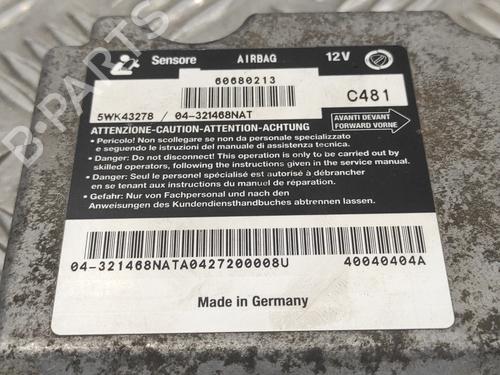 Sensore AIRBAG 12V
60680213
C481
5WK43278 / 04-321468NAT
AVANTI DEVANT
FORWARD VORNE
ATTENZIONE-CAUTION-ATTENTION-ACHTUNG
• Pericolo! Non scollegare se non da personale specializzato
e seguendo le istruzioni del manuale di assistenza tecnica.
• Danger: Do not disconnect! This operation is only to be carried out by
skilled operators, following the instructions given in the service manual.
• Danger: Seul le personel spécialisé est autorisé à débrancher
en se tenant aux instructions du manuel de réparation.
• Gefahr: Nur von Fachpersonal und nach den
Anweisungen des Kundendiensthandbuches abtrennen lassen.
04-321468NATA0427200008U 40040404A
Made in Germany
B-PARTS